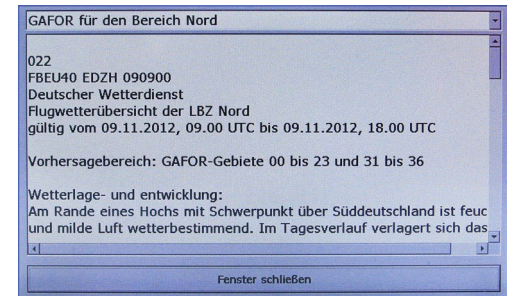 GAFOR für den Bereich Nord
022
FBEU40 EDZH 090900
Deutscher Wetterdienst
Flugwetterübersicht der LBZ Nord
gültig vom 09.11.2012, 09.00 UTC bis 09.11.2012, 18.00 UTC
Vorhersagebereich: GAFOR-Gebiete 00 bis 23 und 31 bis 36
Wetterlage- und entwicklung:
Am Rande eines Hochs mit Schwerpunkt über Süddeutschland ist feuc
und milde Luft wetterbestimmend. Im Tagesverlauf verlagert sich das
Fenster schließen